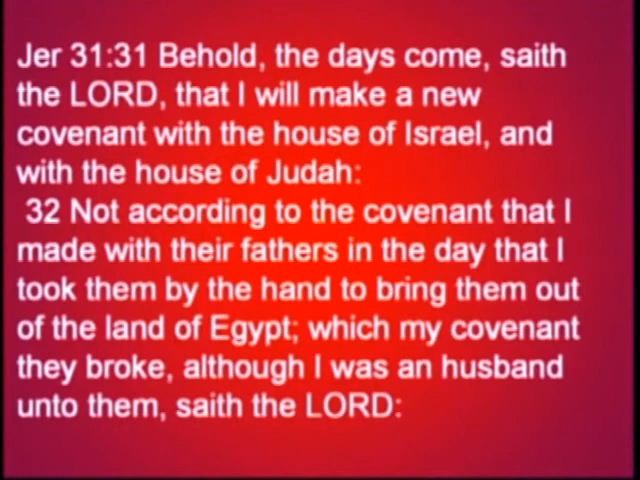 Jer 31:31 Behold, the days come, saith
the LORD, that I will make a new
covenant with the house of Israel, and
with the house of Judah:
32 Not according to the covenant that I
made with their fathers in the day that I
took them by the hand to bring them out
of the land of Egypt; which my covenant
they broke, although I was an husband
unto them, saith the LORD: